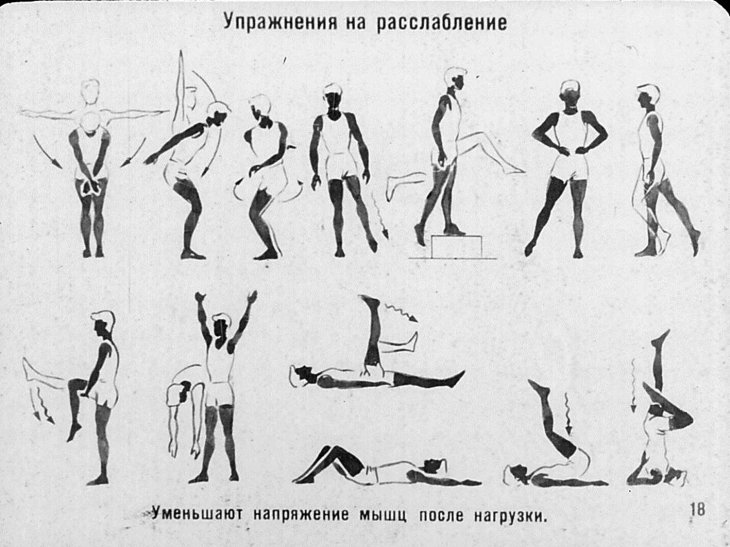 Упражнения на расслабление
Уменьшают напряжение мышц после нагрузки.
18